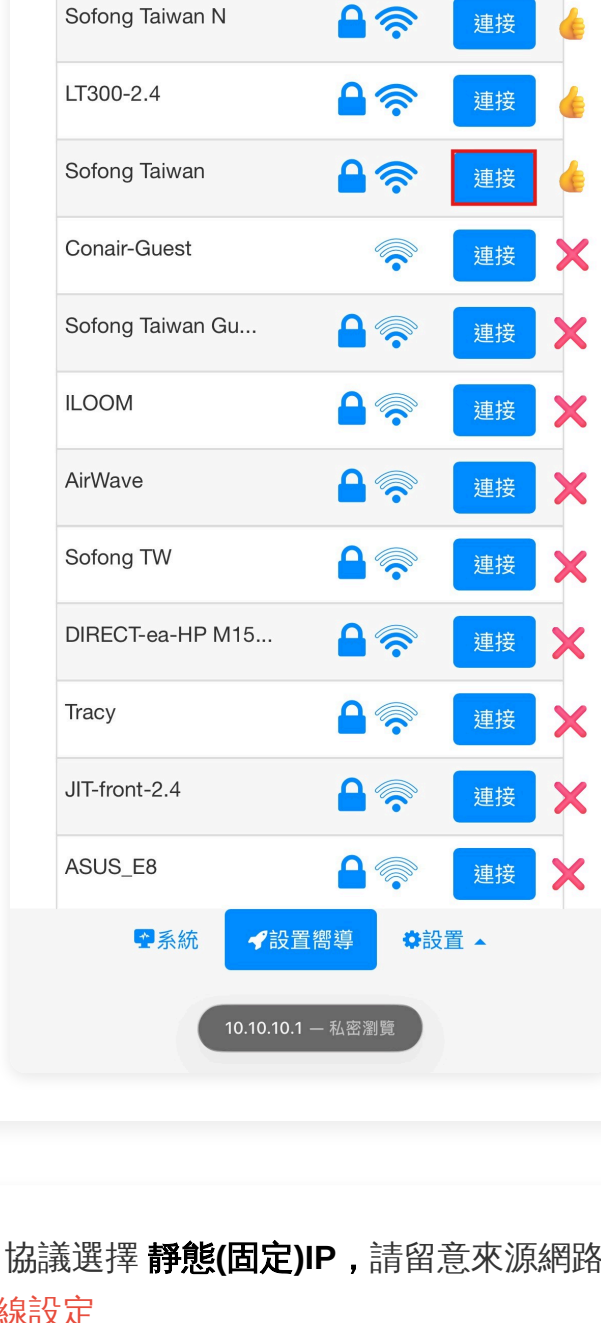 Sofong Taiwan N 連接
LT300-2.4 連接
Sofong Taiwan 連接
Conair-Guest 連接
Sofong Taiwan Gu... 連接
ILOOM 連接
AirWave 連接
Sofong TW 連接
DIRECT-ea-HP M15... 連接
Tracy 連接
JIT-front-2.4 連接
ASUS_E8 連接
系統 設置嚮導 設置
10.10.10.1 — 私密瀏覽
協議選擇 靜態(固定)IP，請留意來源網路
線設定